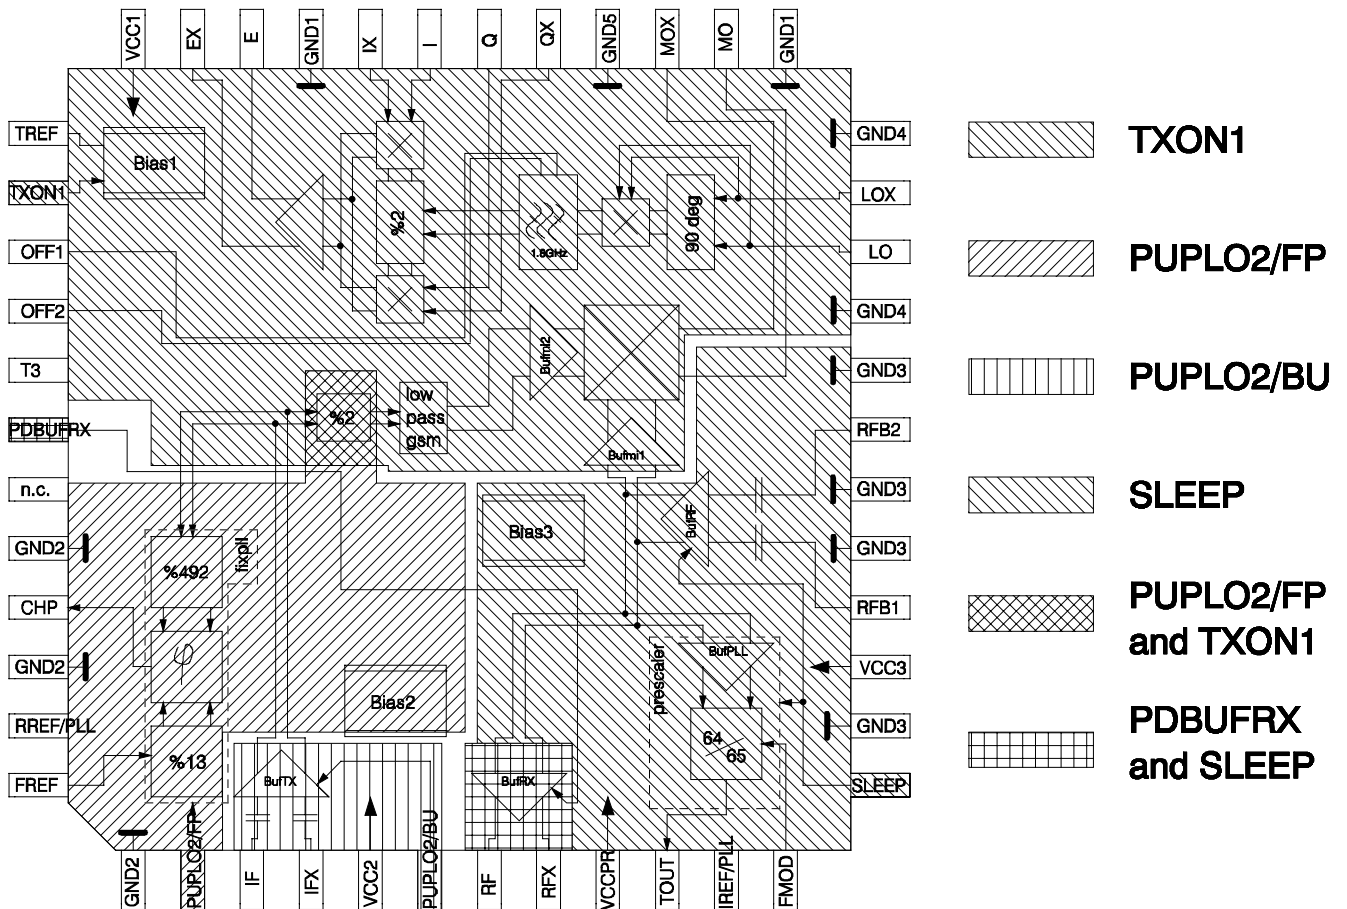 VCC1
EX
E
GND1
IX
I
Q
QX
GND5
MOX
MO
GND1
TREF
TXON1
OFF1
OFF2
T3
PDBUFRX
n.c.
GND2
CHP
GND2
RREF/PLL
FREF
GND4
LOX
LO
GND4
GND3
RFB2
GND3
GND3
RFB1
VCC3
GND3
SLEEP
GND2
PUPLO2/FP
IF
IFX
VCC2
PUPLO2/BU
RF
RFX
VCCPR
TOUT
IREF/PLL
FMOD
Bias1
%2
1.8GHz
90 deg
Bufmi2
%2
low
pass
gsm
Bufmi1
Bias3
BufRF
%492
fixpll
%13
Bias2
BufTX
BufRX
prescaler
BufPLL
64
65
TXON1
PUPLO2/FP
PUPLO2/BU
SLEEP
PUPLO2/FP
and TXON1
PDBUFRX
and SLEEP